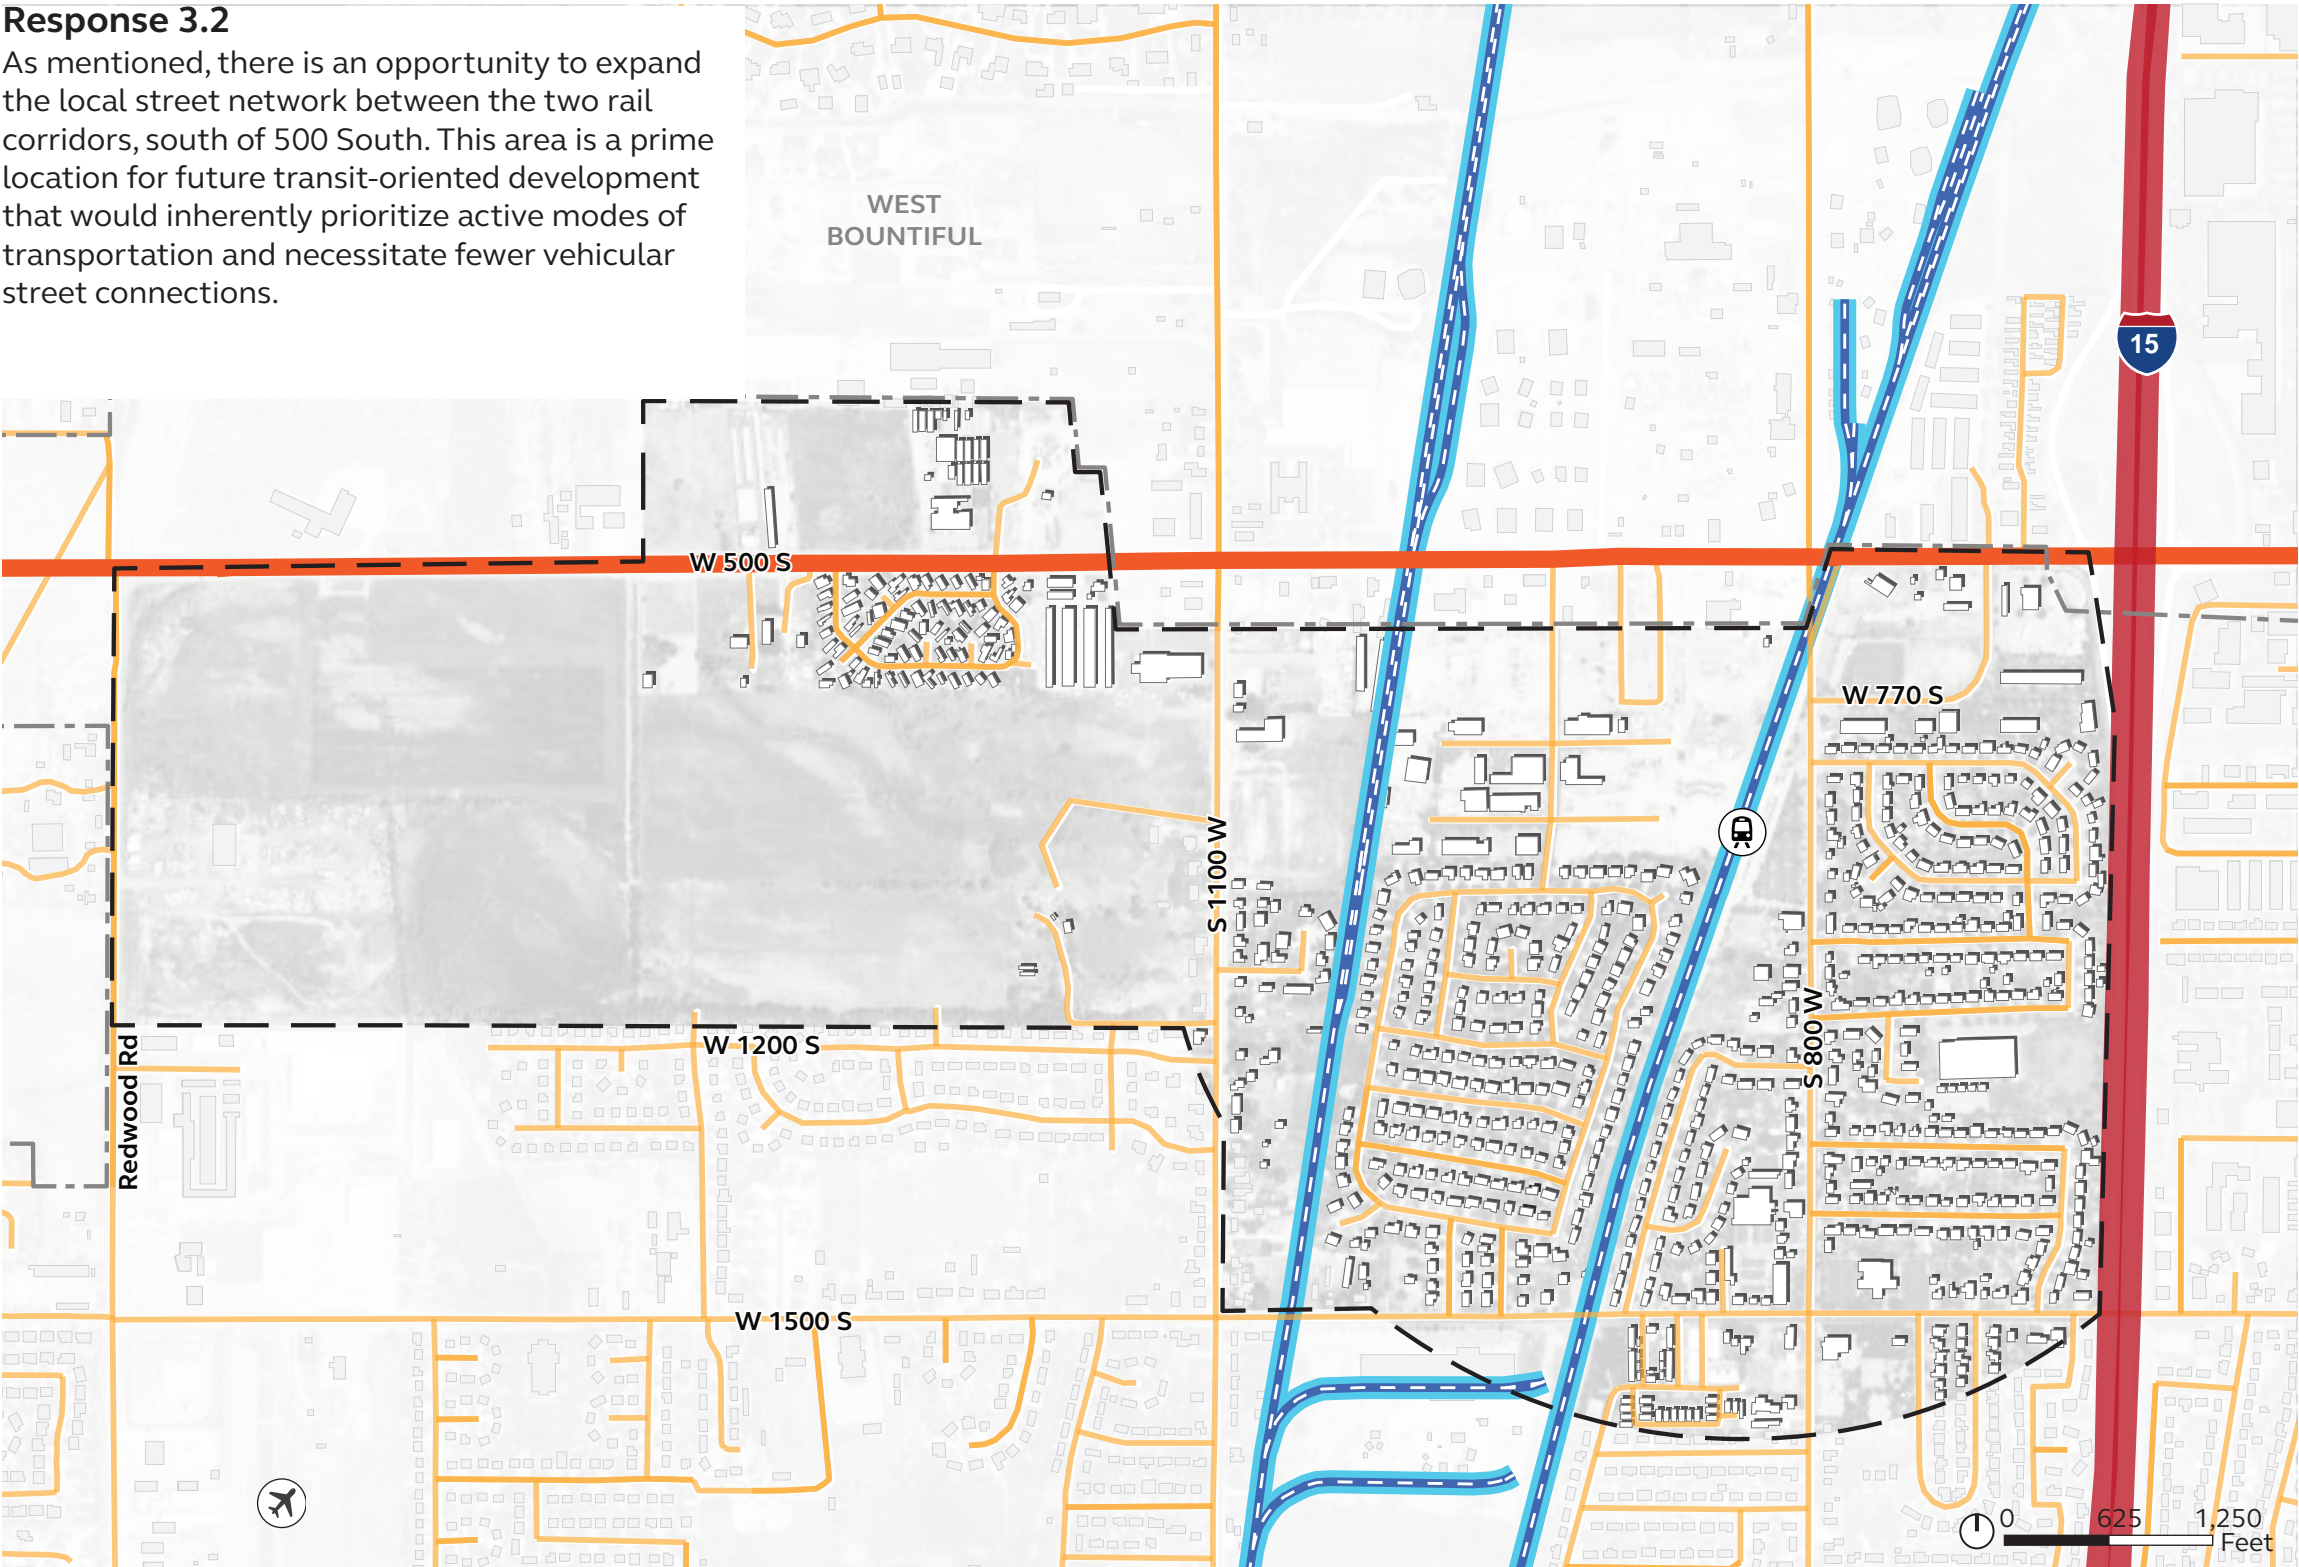 Response 3.2
As mentioned, there is an opportunity to expand
the local street network between the two rail
corridors, south of 500 South. This area is a prime
location for future transit-oriented development
that would inherently prioritize active modes of
transportation and necessitate fewer vehicular
street connections.
WEST
BOUNTIFUL
15
W 500 S
W 770 S
S 1100 W
S 800 W
W 1200 S
Redwood Rd
W 1500 S
0 625 1,250
Feet